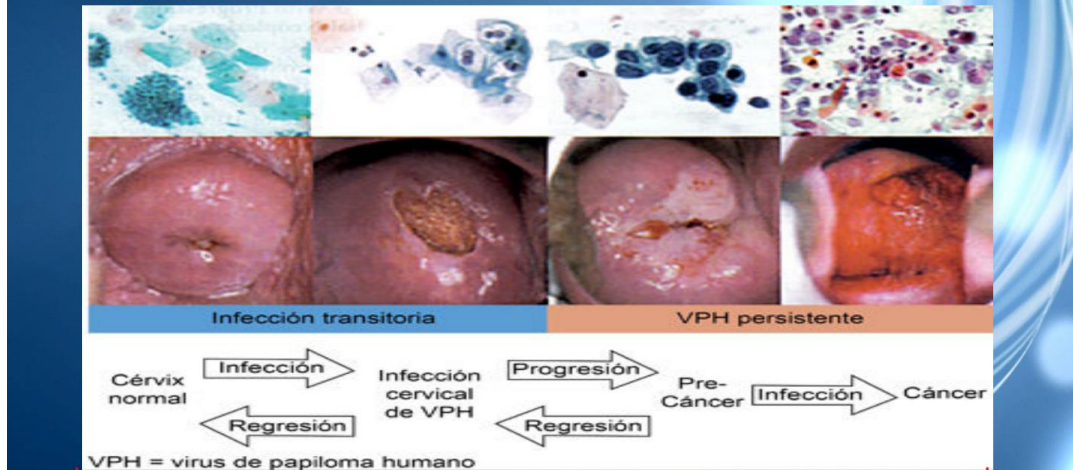 Infección transitoria
VPH persistente
Cérvix
normal
Infección
Regresión
Infección
cervical
de VPH
Progresión
Regresión
Pre-
Cáncer
Infección
Cáncer
VPH = virus de papiloma humano